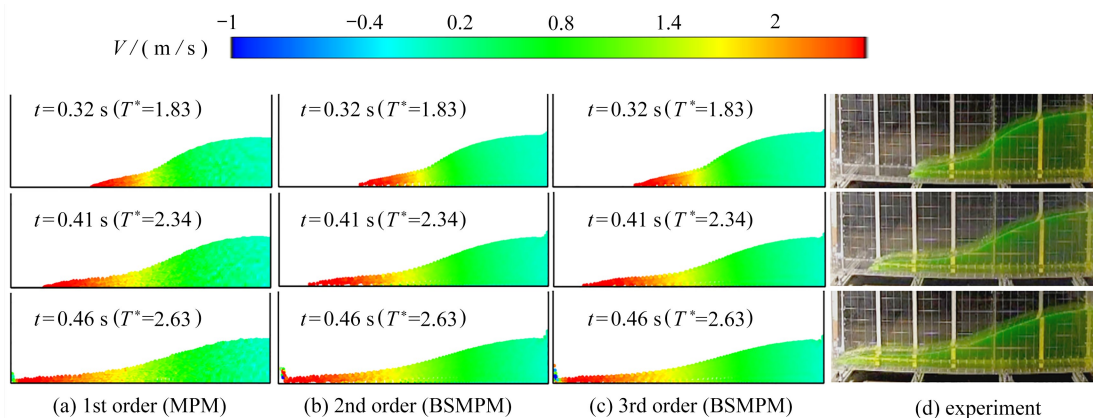 −1 −0.4 0.2 0.8 1.4 2
V/( m / s )
t=0.32 s (T*=1.83) t=0.32 s (T*=1.83) t=0.32 s (T*=1.83)
t=0.41 s (T*=2.34) t=0.41 s (T*=2.34) t=0.41 s (T*=2.34)
t=0.46 s (T*=2.63) t=0.46 s (T*=2.63) t=0.46 s (T*=2.63)
(a) 1st order (MPM) (b) 2nd order (BSMPM) (c) 3rd order (BSMPM) (d) experiment